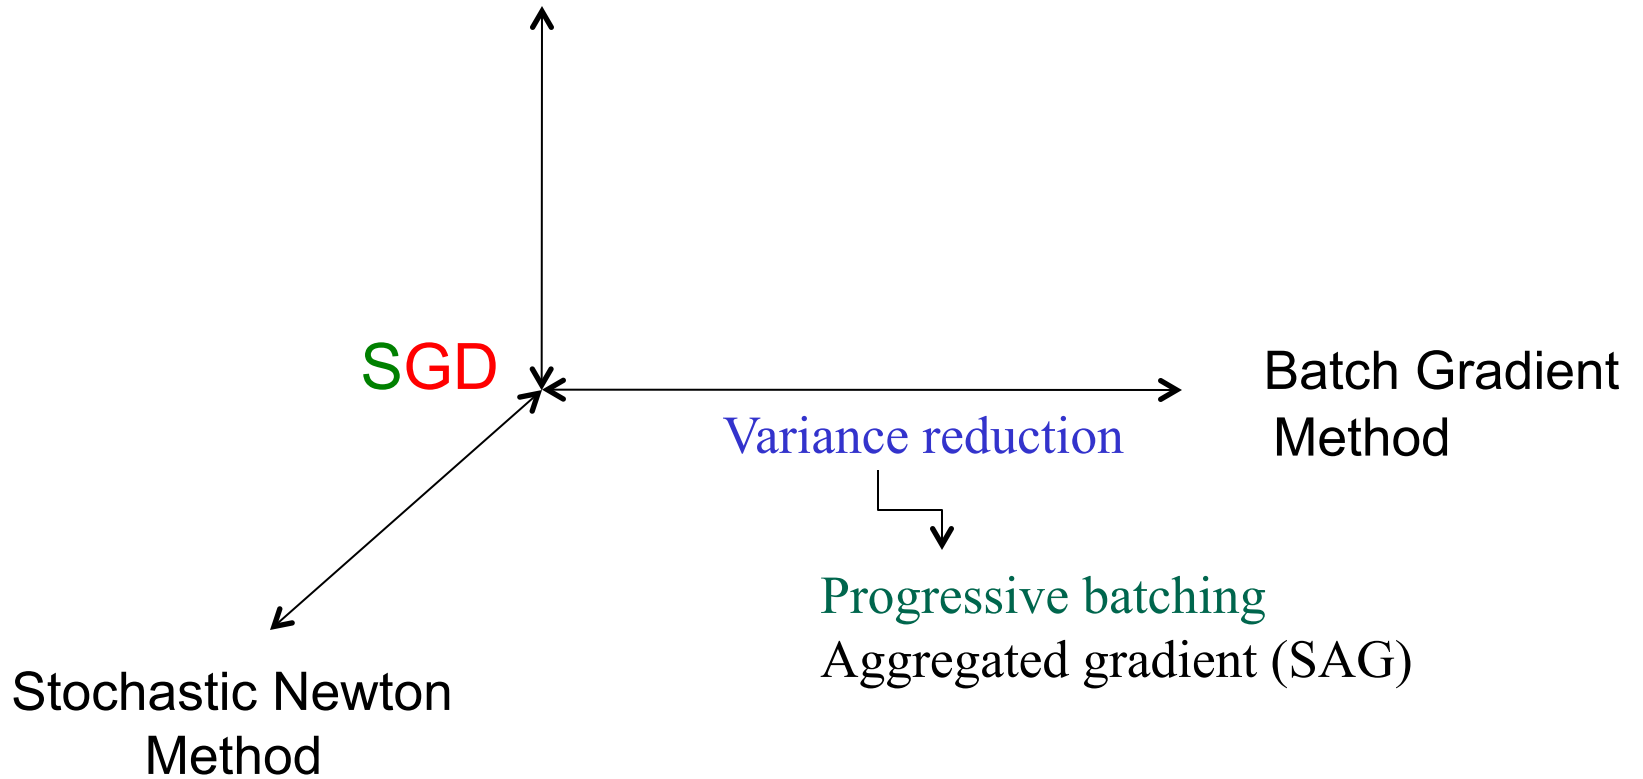 SGD
Batch Gradient
Method
Variance reduction
Progressive batching
Aggregated gradient (SAG)
Stochastic Newton
Method